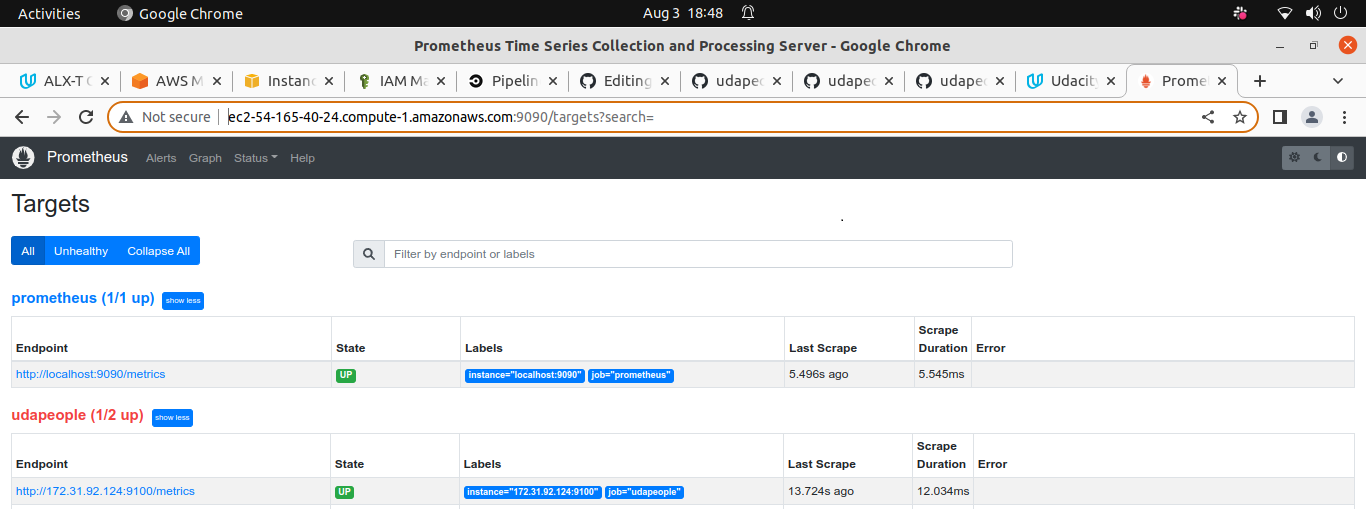 Activities Google Chrome Aug 3 18:48
Prometheus Time Series Collection and Processing Server - Google Chrome
ALX-T AWS M Instanc IAM Ma Pipelin Editing udape udape udape Udacity Prome
Not secure ec2-54-165-40-24.compute-1.amazonaws.com:9090/targets?search=
Prometheus Alerts Graph Status Help
Targets
All Unhealthy Collapse All Filter by endpoint or labels
prometheus (1/1 up) show less
Endpoint State Labels Last Scrape Scrape Duration Error
http://localhost:9090/metrics UP instance="localhost:9090" job="prometheus" 5.496s ago 5.545ms
udapeople (1/2 up) show less
Endpoint State Labels Last Scrape Scrape Duration Error
http://172.31.92.124:9100/metrics UP instance="172.31.92.124:9100" job="udapeople" 13.724s ago 12.034ms